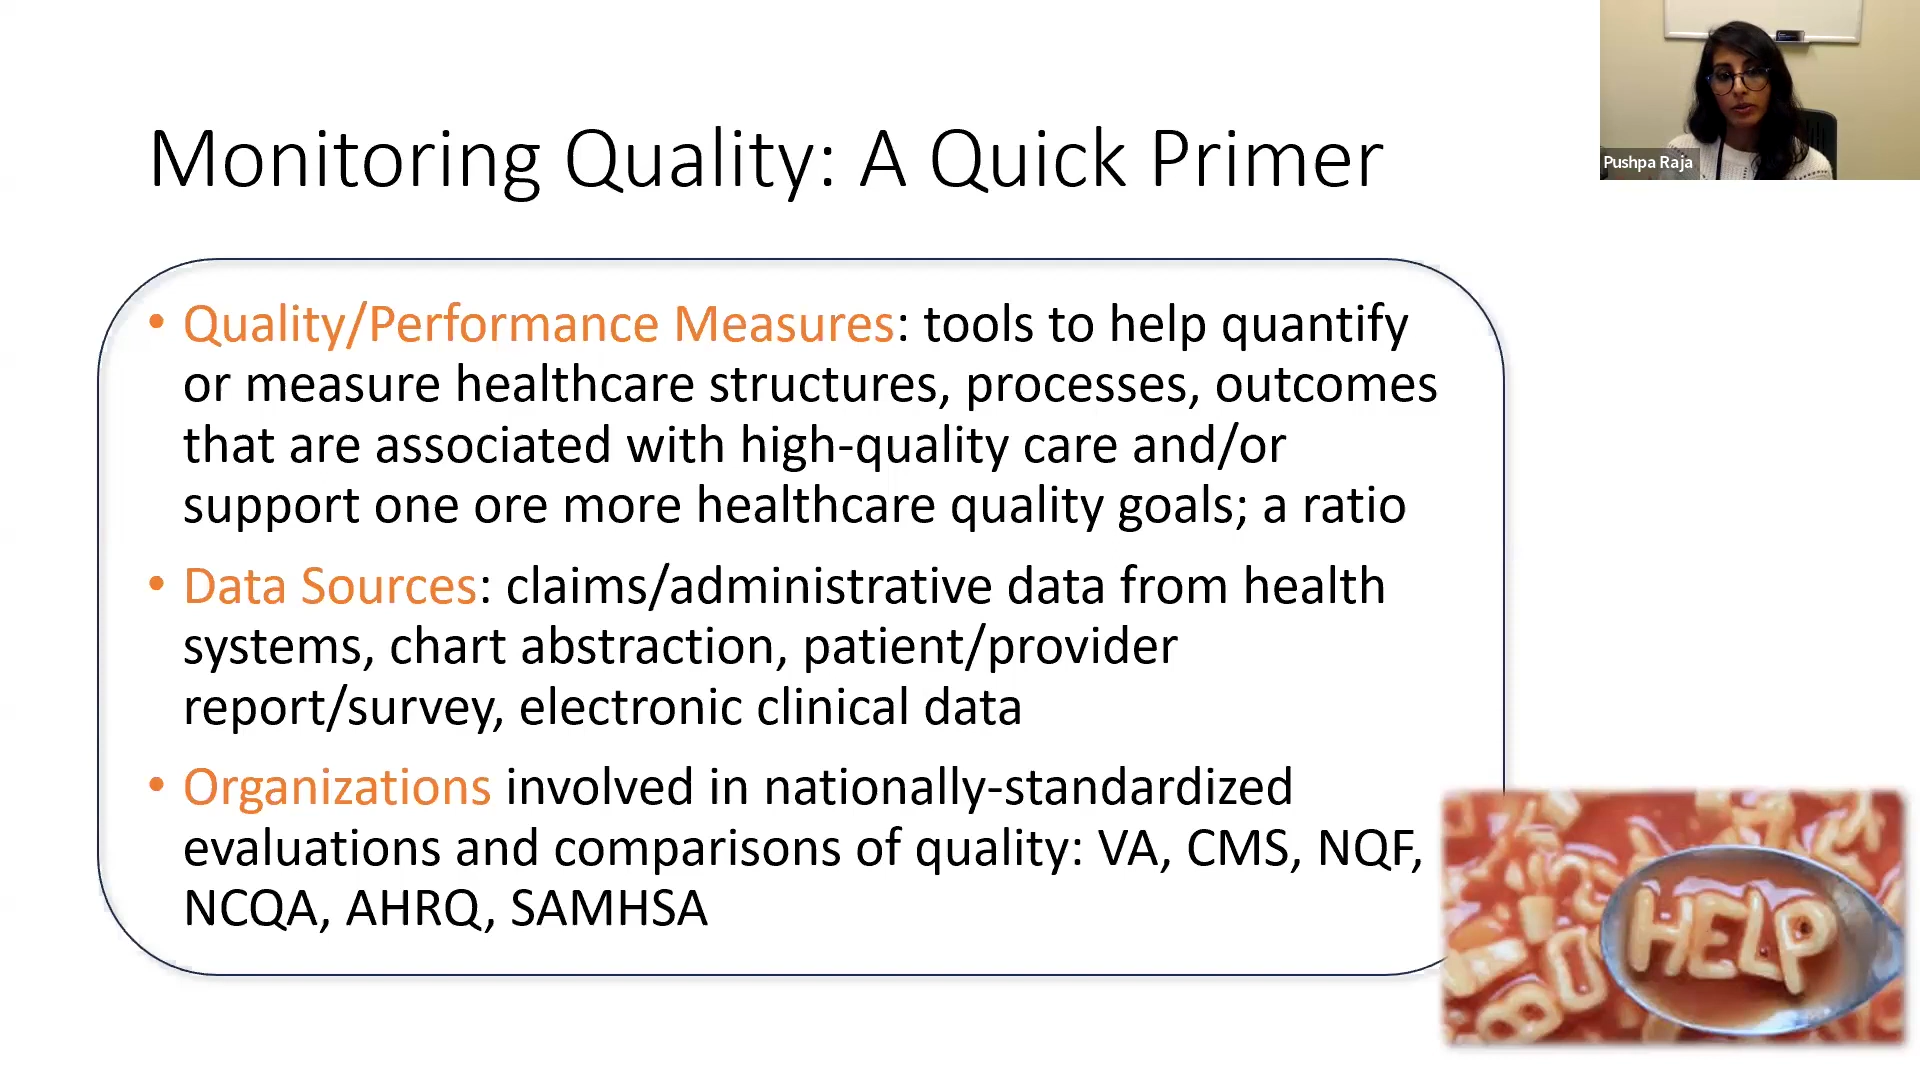 Monitoring Quality: A Quick Primer
Pushpa Raja
• Quality/Performance Measures: tools to help quantify
or measure healthcare structures, processes, outcomes
that are associated with high-quality care and/or
support one ore more healthcare quality goals; a ratio
• Data Sources: claims/administrative data from health
systems, chart abstraction, patient/provider
report/survey, electronic clinical data
• Organizations involved in nationally-standardized
evaluations and comparisons of quality: VA, CMS, NQF,
NCQA, AHRQ, SAMHSA
HELP